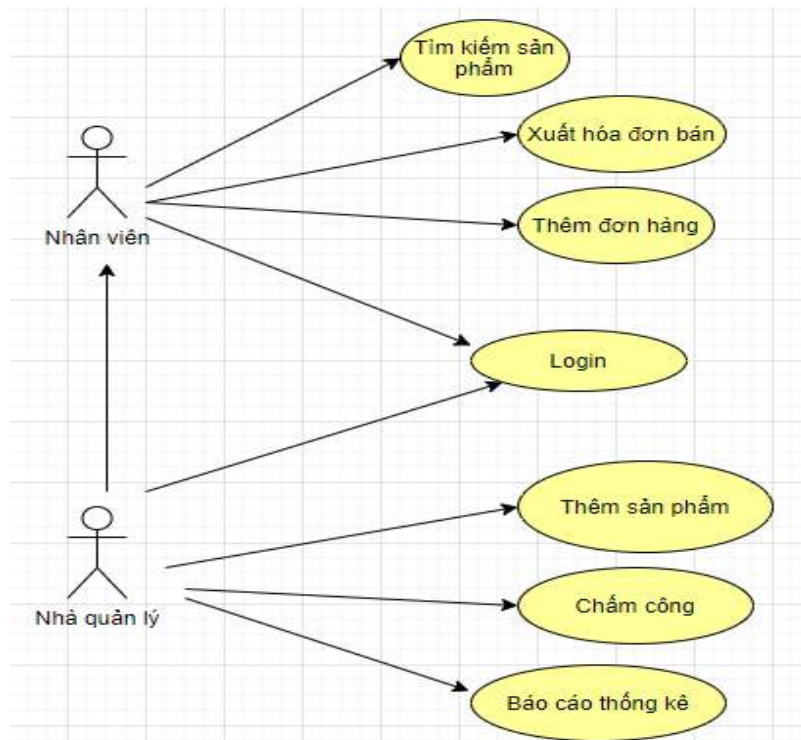 Tìm kiếm sản
phẩm
Xuất hóa đơn bán
Nhân viên
Thêm đơn hàng
Login
Thêm sản phẩm
Nhà quản lý
Chấm công
Báo cáo thống kê